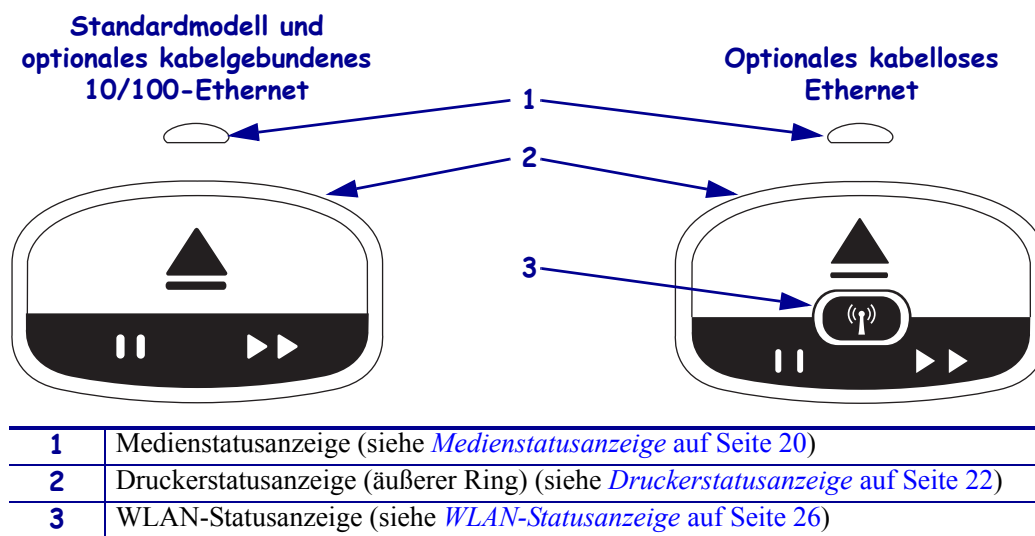 Standardmodell und
optionales kabelgebundenes
10/100-Ethernet
Optionales kabelloses
Ethernet
1
2
3
1 Medienstatusanzeige (siehe Medienstatusanzeige auf Seite 20)
2 Druckerstatusanzeige (äußerer Ring) (siehe Druckerstatusanzeige auf Seite 22)
3 WLAN-Statusanzeige (siehe WLAN-Statusanzeige auf Seite 26)